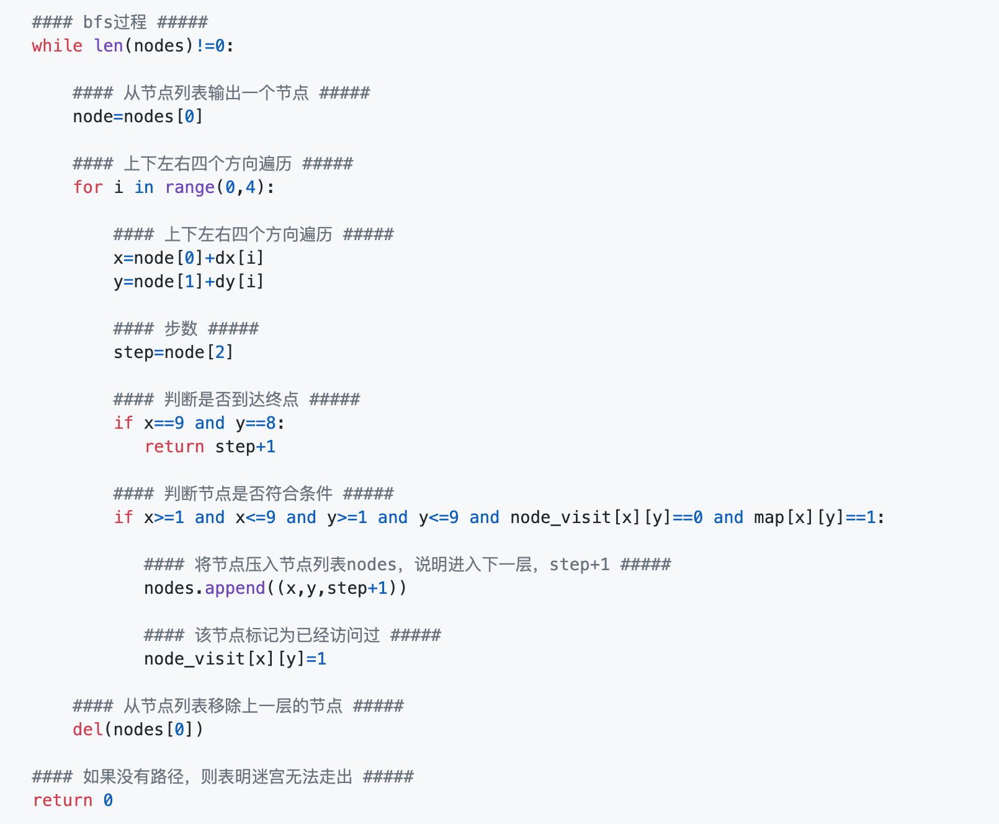 #### bfs过程 #####
while len(nodes)!=0:
#### 从节点列表输出一个节点 #####
node=nodes[0]
#### 上下左右四个方向遍历 #####
for i in range(0,4):
#### 上下左右四个方向遍历 #####
x=node[0]+dx[i]
y=node[1]+dy[i]
#### 步数 #####
step=node[2]
#### 判断是否到达终点 #####
if x==9 and y==8:
return step+1
#### 判断节点是否符合条件 #####
if x>=1 and x<=9 and y>=1 and y<=9 and node_visit[x][y]==0 and map[x][y]==1:
#### 将节点压入节点列表nodes，说明进入下一层，step+1 #####
nodes.append((x,y,step+1))
#### 该节点标记为已经访问过 #####
node_visit[x][y]=1
#### 从节点列表移除上一层的节点 #####
del(nodes[0])
#### 如果没有路径，则表明迷宫无法走出 #####
return 0